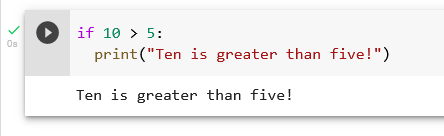 if 10 > 5:
  print("Ten is greater than five!")
0s
Ten is greater than five!